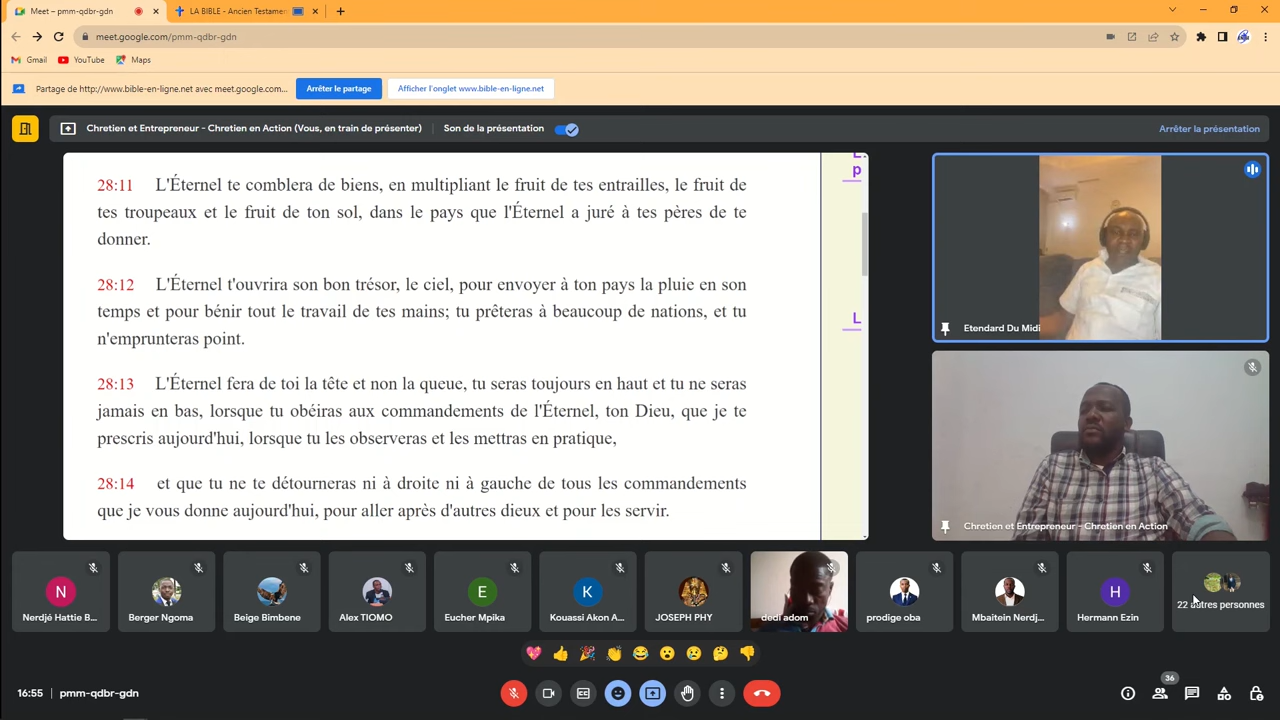 Meet – pmm-qdbr-gdn
LA BIBLE - Ancien Testamen
meet.google.com/pmm-qdbr-gdn
Gmail
YouTube
Maps
Partage de http://www.bible-en-ligne.net avec meet.google.com…
Arrêter le partage
Afficher l'onglet www.bible-en-ligne.net
Chretien et Entrepreneur - Chretien en Action (Vous, en train de présenter)
Son de la présentation
Arrêter la présentation
28:11 L'Éternel te comblera de biens, en multipliant le fruit de tes entrailles, le fruit de
tes troupeaux et le fruit de ton sol, dans le pays que l'Éternel a juré à tes pères de te
donner.
28:12 L'Éternel t'ouvrira son bon trésor, le ciel, pour envoyer à ton pays la pluie en son
temps et pour bénir tout le travail de tes mains; tu prêteras à beaucoup de nations, et tu
n'emprunteras point.
28:13 L'Éternel fera de toi la tête et non la queue, tu seras toujours en haut et tu ne seras
jamais en bas, lorsque tu obéiras aux commandements de l'Éternel, ton Dieu, que je te
prescris aujourd'hui, lorsque tu les observeras et les mettras en pratique,
28:14 et que tu ne te détourneras ni à droite ni à gauche de tous les commandements
que je vous donne aujourd'hui, pour aller après d'autres dieux et pour les servir.
p
L
Etendard Du Midi
Chretien et Entrepreneur - Chretien en Action
N
E
K
H
Nerdjé Hattie B...
Berger Ngoma
Beige Bimbene
Alex TIOMO
Eucher Mpika
Kouassi Akon A...
JOSEPH PHY
dedi adom
prodige oba
Mbaitein Nerdj...
Hermann Ezin
22 autres personnes
16:55
pmm-qdbr-gdn
36